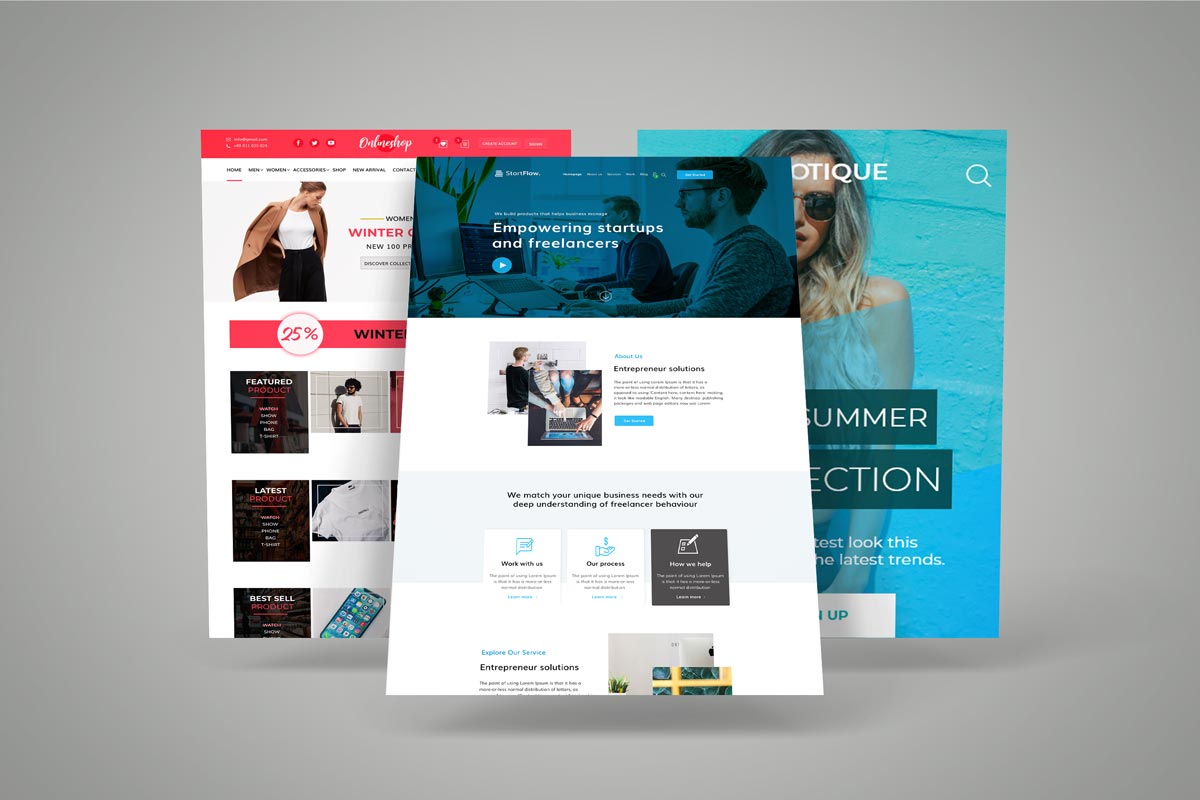 info@gmail.com
Onlineshop
CREATE ACCOUNT
HOME MEN WOMEN ACCESSORIES SHOP NEW ARRIVAL CONTACT
WOMEN
WINTER
NEW 100 PR
DISCOVER COLLECT
25%
WINTE
FEATURED
PRODUCT
WATCH
SHOW
PHONE
BAG
T-SHIRT
LATEST
PRODUCT
WATCH
SHOW
PHONE
BAG
T-SHIRT
BEST SELL
PRODUCT
WATCH
SHOW
StartFlow.
Homepage About us Services Work Blog
Get Started
We build products that helps business manage
Empowering startups
and freelancers
About Us
Entrepreneur solutions
The point of using Lorem Ipsum is that it has a
more-or-less normal distribution of letters, as
opposed to using 'Content here, content here', making
it look like readable English. Many desktop publishing
packages and web page editors now use Lorem
Get Started
We match your unique business needs with our
deep understanding of freelancer behaviour
Work with us
The point of using Lorem Ipsum
is that it has a more-or-less
normal distribution
Learn more
Our process
The point of using Lorem Ipsum
is that it has a more-or-less
normal distribution
Learn more
How we help
The point of using Lorem Ipsum
is that it has a more-or-less
normal distribution
Learn more
Explore Our Service
Entrepreneur solutions
The point of using Lorem Ipsum is that it has a
more-or-less normal distribution of letters, as
OTIQUE
SUMMER
ECTION
test look this
he latest trends.
N UP